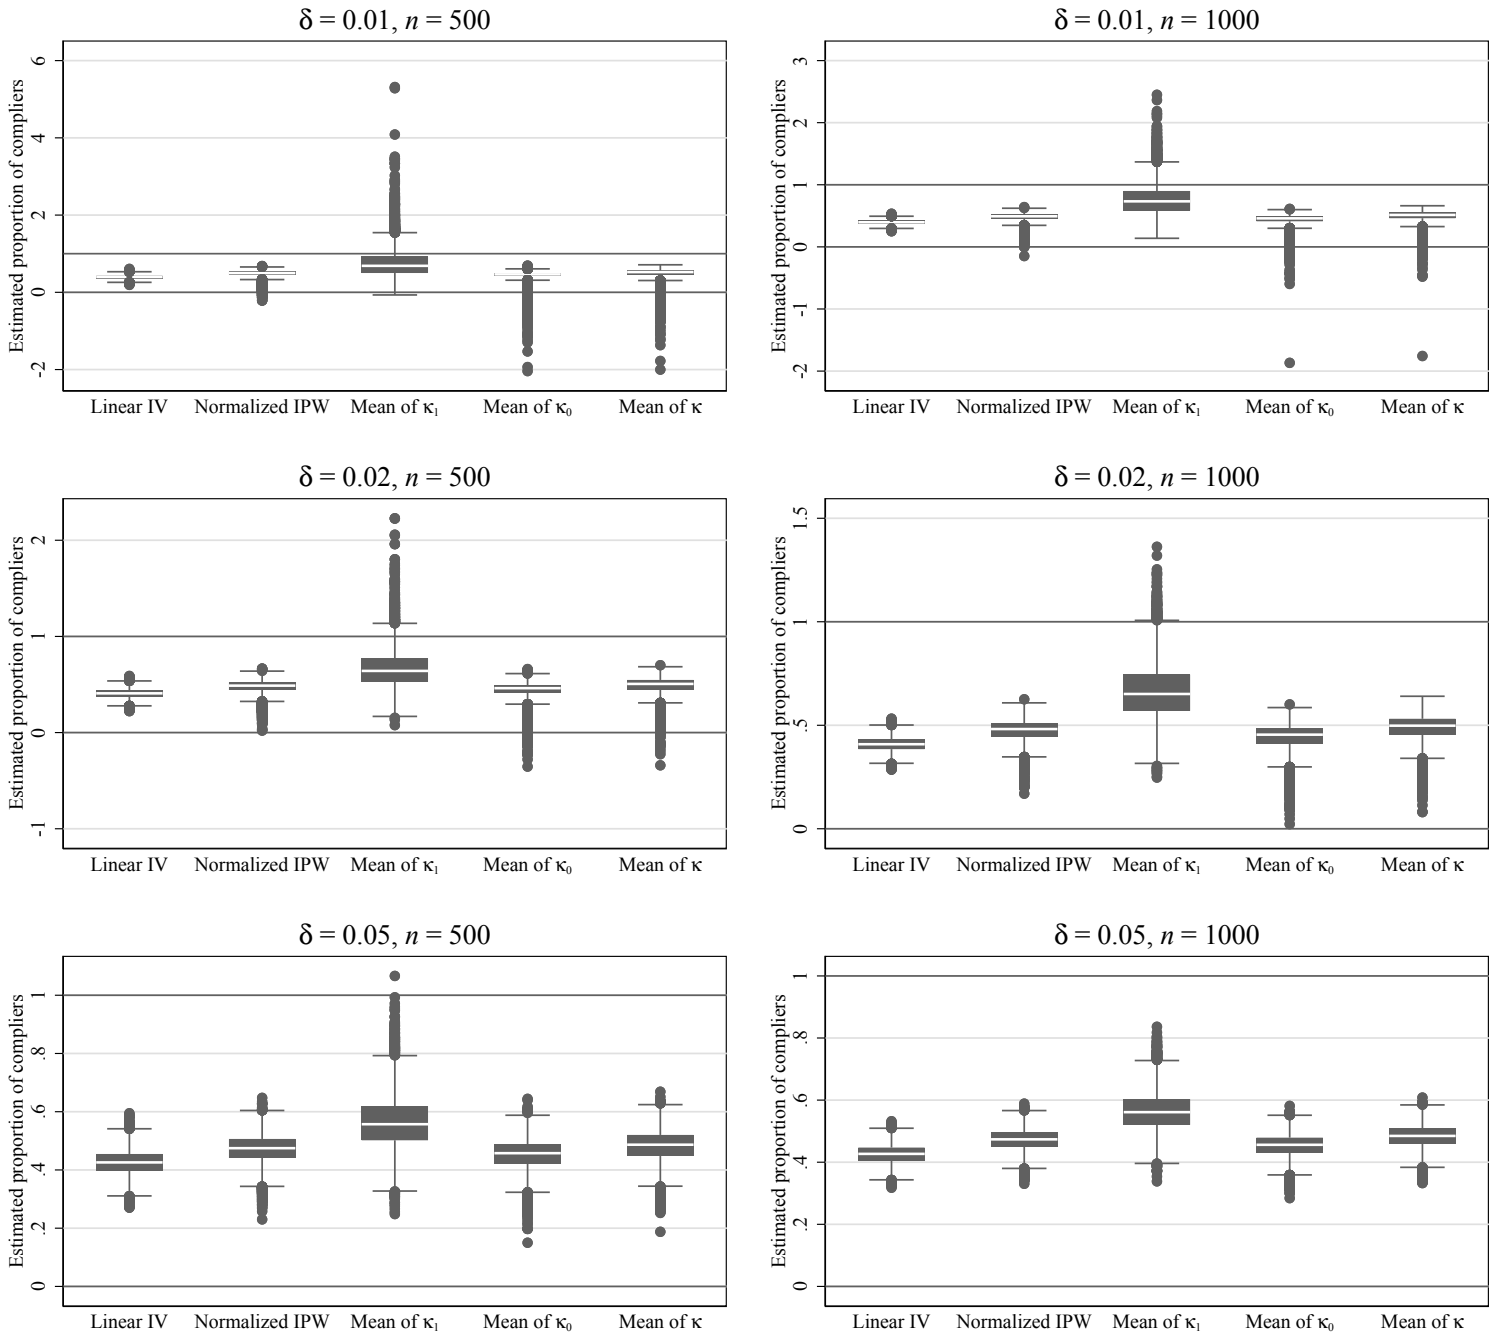 δ = 0.01, n = 500
Estimated proportion of compliers
6
4
2
0
-2
Linear IV Normalized IPW Mean of κ₁ Mean of κ₀ Mean of κ
δ = 0.01, n = 1000
Estimated proportion of compliers
3
2
1
0
-1
-2
Linear IV Normalized IPW Mean of κ₁ Mean of κ₀ Mean of κ
δ = 0.02, n = 500
Estimated proportion of compliers
2
1
0
-1
Linear IV Normalized IPW Mean of κ₁ Mean of κ₀ Mean of κ
δ = 0.02, n = 1000
Estimated proportion of compliers
1.5
1
.5
0
Linear IV Normalized IPW Mean of κ₁ Mean of κ₀ Mean of κ
δ = 0.05, n = 500
Estimated proportion of compliers
1
.8
.6
.4
.2
0
Linear IV Normalized IPW Mean of κ₁ Mean of κ₀ Mean of κ
δ = 0.05, n = 1000
Estimated proportion of compliers
1
.8
.6
.4
.2
0
Linear IV Normalized IPW Mean of κ₁ Mean of κ₀ Mean of κ